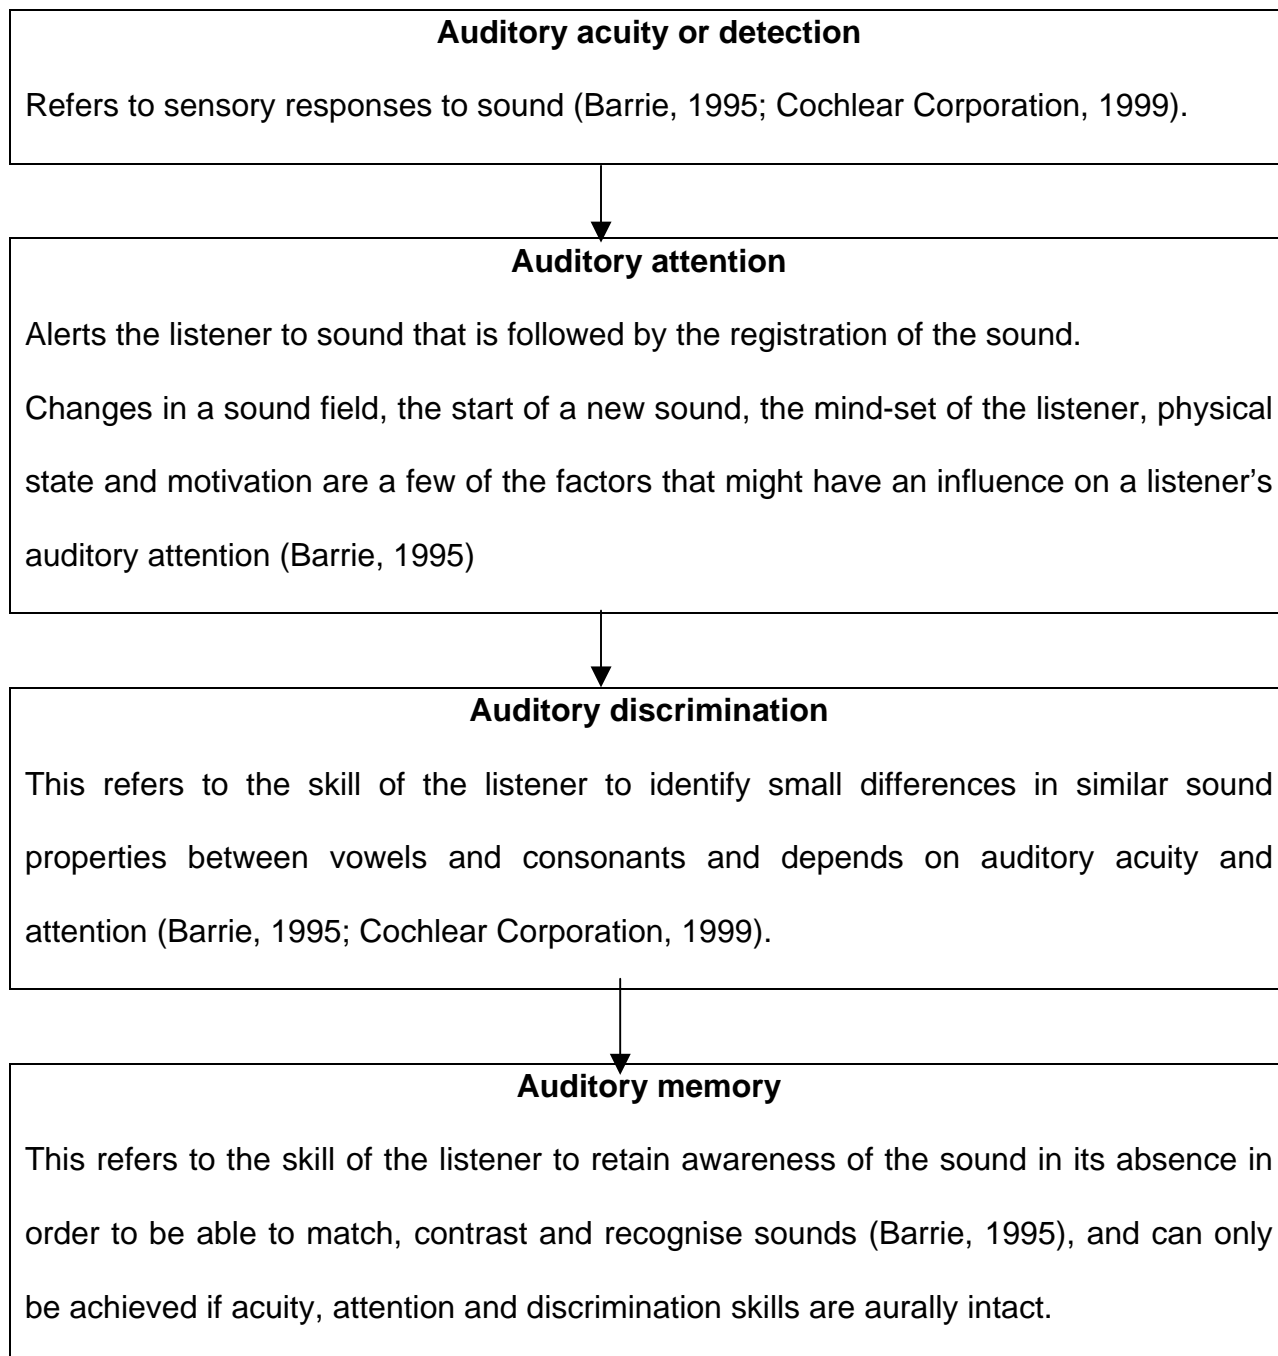 Auditory acuity or detection
Refers to sensory responses to sound (Barrie, 1995; Cochlear Corporation, 1999).
Auditory attention
Alerts the listener to sound that is followed by the registration of the sound.
Changes in a sound field, the start of a new sound, the mind-set of the listener, physical
state and motivation are a few of the factors that might have an influence on a listener's
auditory attention (Barrie, 1995)
Auditory discrimination
This refers to the skill of the listener to identify small differences in similar sound
properties between vowels and consonants and depends on auditory acuity and
attention (Barrie, 1995; Cochlear Corporation, 1999).
Auditory memory
This refers to the skill of the listener to retain awareness of the sound in its absence in
order to be able to match, contrast and recognise sounds (Barrie, 1995), and can only
be achieved if acuity, attention and discrimination skills are aurally intact.